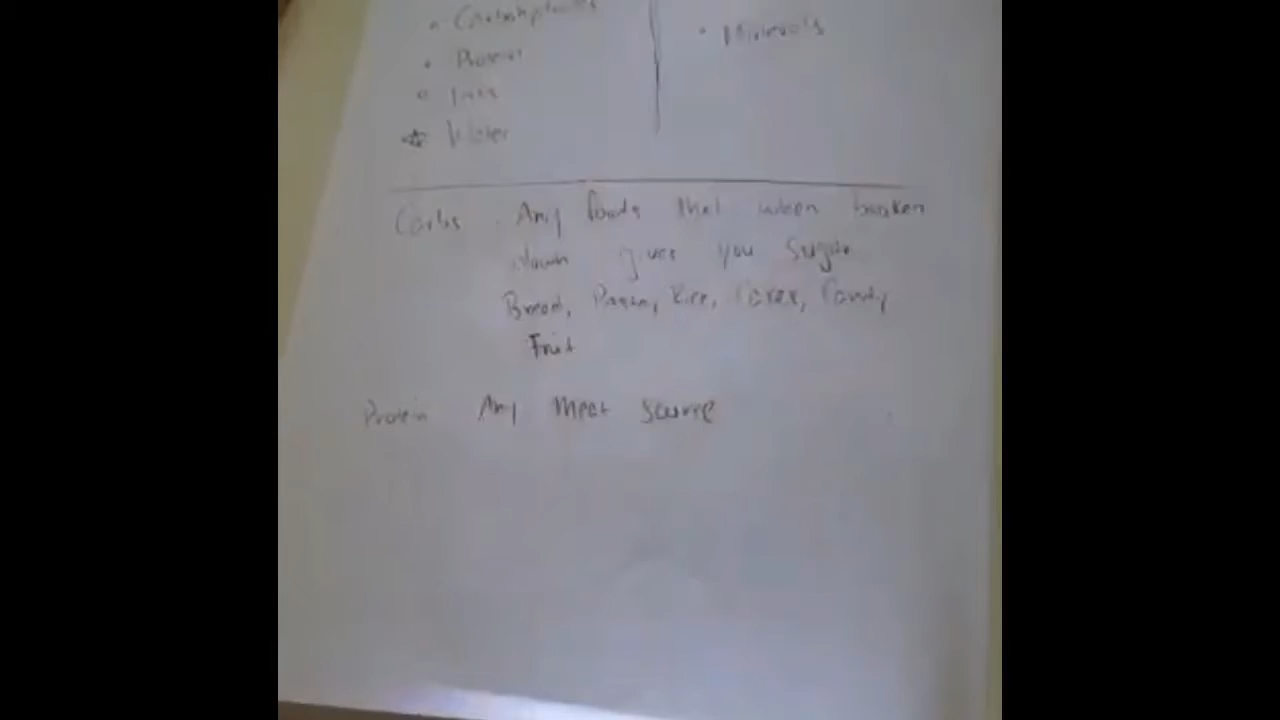 • Carbohydrates
• Protein
• Fats
☆ Water
• Minerals
Carbs Any foods that when broken
down gives you Sugar
Bread, Pasta, Rice, Cakes, Candy
Fruit
Protein Any Meat Source